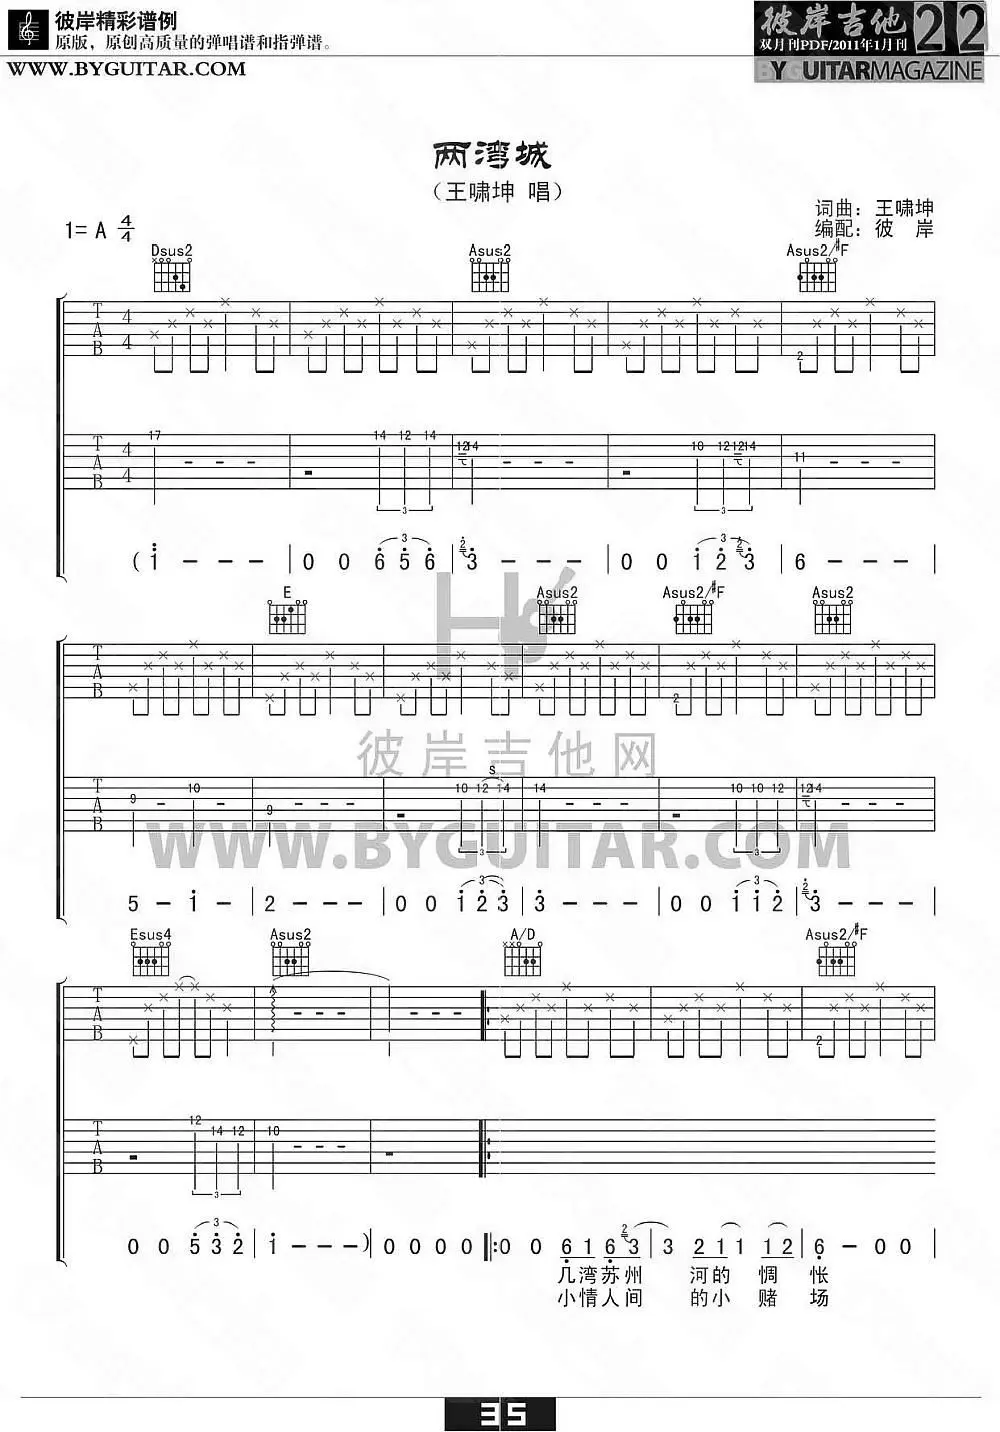 彼岸精彩谱例
原版，原创高质量的弹唱谱和指弹谱。
WWW.BYGUITAR.COM
彼岸吉他 22
双月刊PDF/2011年1月刊
BYGUITARMAGAZINE
两湾城
（王啸坤 唱）
词曲：王啸坤
编配：彼 岸
1= A 4/4
Dsus2 Asus2 Asus2/#F
T A B 4/4
2
T A B 4/4
17 14 12 14 12 14 10 12 12 14 11
3 3
(1 - - - | 0 0 6 5 6 | 3 - - - | 0 0 1 2 3 | 6 - - - |
E Asus2 Asus2/#F Asus2
T A B
2
彼岸吉他网
S
T A B
9 10 9 10 12 14 14 10 10 12 12 14
3 3
WWW.BYGUITAR.COM
5 - 1 - | 2 - - - | 0 0 1 2 3 | 3 - - - | 0 0 1 1 2 | 3 - - - |
Esus4 Asus2 A/D Asus2/#F
T A B
2
T A B
12 14 12 10
3
0 0 5 3 2 | 1 - - - ) | 0 0 0 0 |: 0 0 6 1 6 3 | 3 2 1 1 1 2 | 6 - 0 0 |
几湾苏州 河的 惆 怅
小情人间 的小 赌 场
35